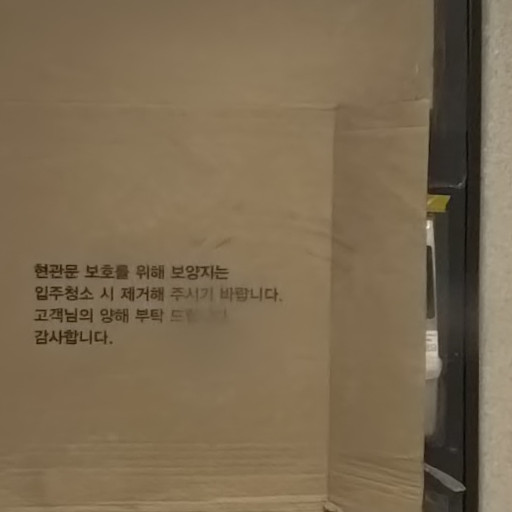 현관문 보호를 위해 보양지는
입주청소 시 제거해 주시기 바랍니다.
고객님의 양해 부탁
감사합니다.